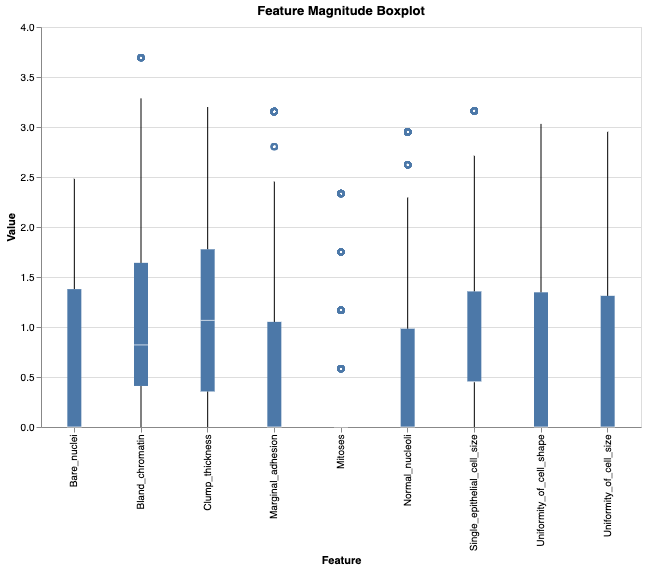 Feature Magnitude Boxplot
4.0
3.5
3.0
2.5
2.0
1.5
1.0
0.5
0.0
Value
Bare_nuclei
Bland_chromatin
Clump_thickness
Marginal_adhesion
Mitoses
Normal_nucleoli
Single_epithelial_cell_size
Uniformity_of_cell_shape
Uniformity_of_cell_size
Feature